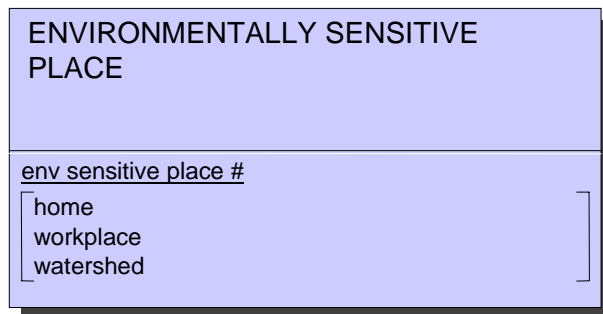 ENVIRONMENTALLY SENSITIVE
PLACE
env sensitive place #
home
workplace
watershed